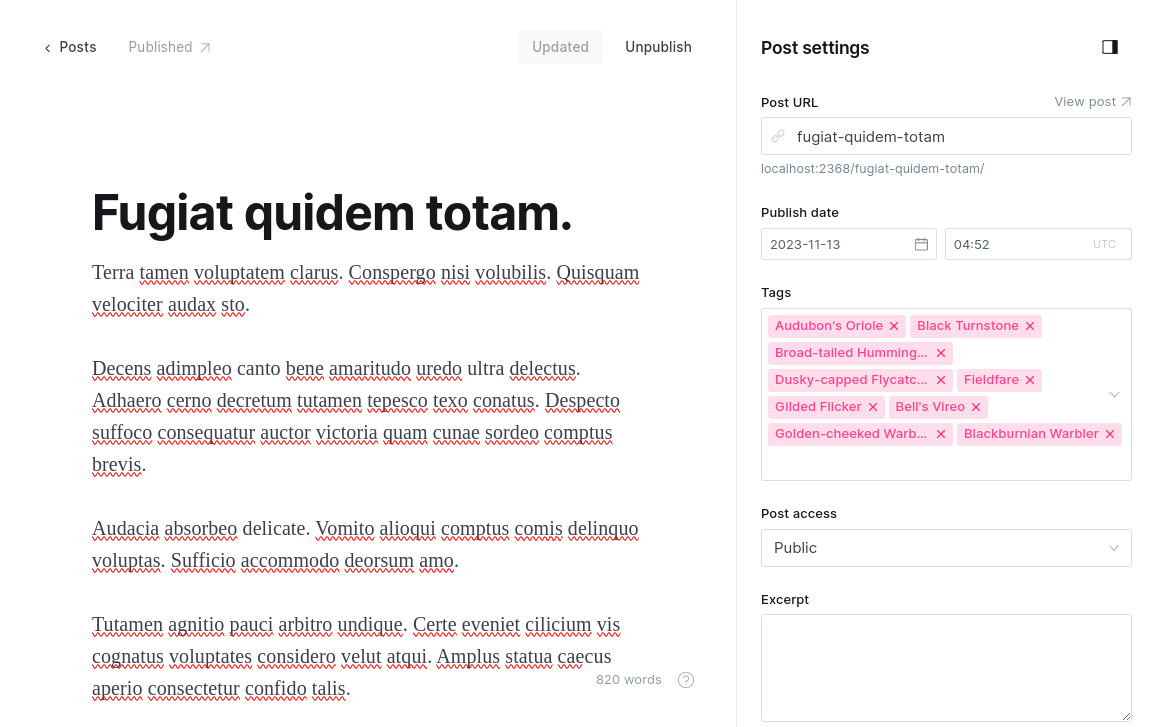 Posts
Published
Updated
Unpublish
Fugiat quidem totam.
Terra tamen voluptatem clarus. Conspergo nisi volubilis. Quisquam
velociter audax sto.
Decens adimpleo canto bene amaritudo uredo ultra delectus.
Adhaero cerno decretum tutamen tepesco texo conatus. Despecto
suffoco consequatur auctor victoria quam cunae sordeo comptus
brevis.
Audacia absorbeo delicate. Vomito alioqui comptus comis delinquo
voluptas. Sufficio accommodo deorsum amo.
Tutamen agnitio pauci arbitro undique. Certe eveniet cilicium vis
cognatus voluptates considero velut atqui. Amplus statua caecus
aperio consectetur confido talis.
820 words
Post settings
Post URL
View post
fugiat-quidem-totam
localhost:2368/fugiat-quidem-totam/
Publish date
2023-11-13
04:52
UTC
Tags
Audubon's Oriole
Black Turnstone
Broad-tailed Humming...
Dusky-capped Flycatc...
Fieldfare
Gilded Flicker
Bell's Vireo
Golden-cheeked Warb...
Blackburnian Warbler
Post access
Public
Excerpt